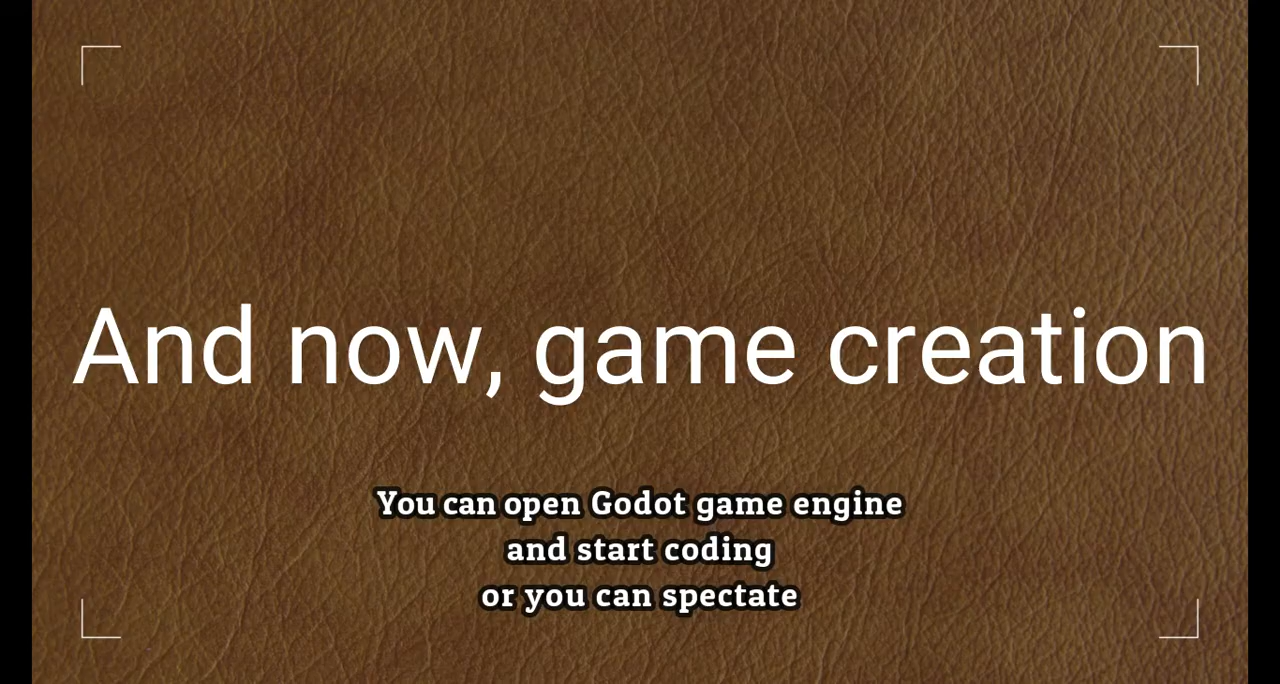 And now, game creation
You can open Godot game engine
and start coding
or you can spectate